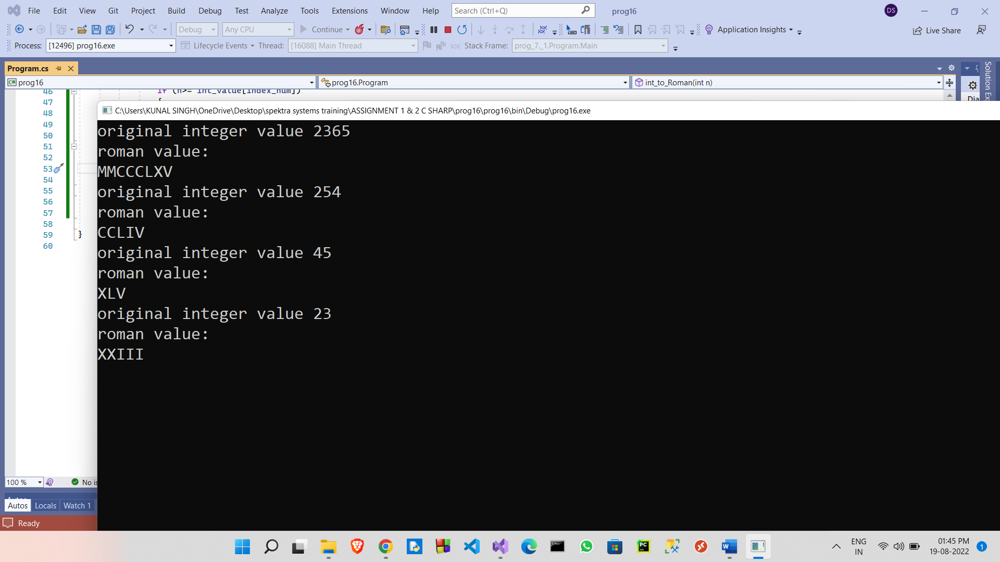 File Edit View Git Project Build Debug Test Analyze Tools Extensions Window Help Search (Ctrl+Q) prog16 DS
Debug Any CPU Continue Application Insights Live Share
Process: [12496] prog16.exe Lifecycle Events Thread: [16088] Main Thread Stack Frame: prog_7._1.Program.Main
Program.cs
Solution Ex
prog16 prog16.Program int_to_Roman(int n)
46 if (n>= int_value[index_num])
Dia
47
C:\Users\KUNAL SINGH\OneDrive\Desktop\spektra systems training\ASSIGNMENT 1 & 2 C SHARP\prog16\prog16\bin\Debug\prog16.exe
48
49
50
51
52
53
54
55
56
57
58
59 }
60
original integer value 2365
roman value:
MMCCCLXV
original integer value 254
roman value:
CCLIV
original integer value 45
roman value:
XLV
original integer value 23
roman value:
XXIII
100 % No is
Autos
Autos Locals Watch 1
Ready
PC
W
ENG
IN
01:45 PM
19-08-2022
1